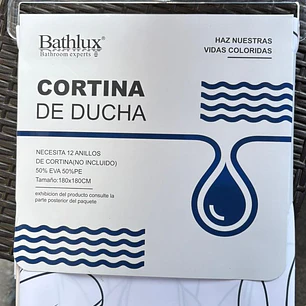 Bathlux®
Bathroom experts
HAZ NUESTRAS
VIDAS COLORIDAS
CORTINA
DE DUCHA
NECESITA 12 ANILLOS
DE CORTINA(NO INCLUIDO)
50% EVA 50%PE
Tamaño:180x180CM
exhibicion del producto consulte la
parte posterior del paquete